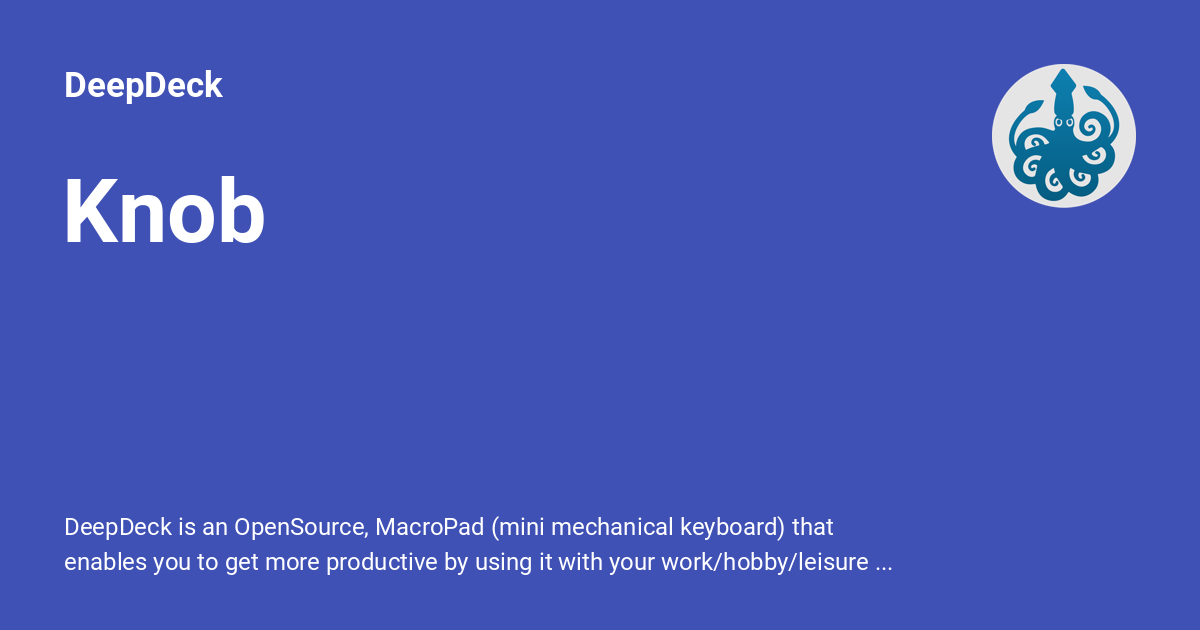 DeepDeck
Knob
DeepDeck is an OpenSource, MacroPad (mini mechanical keyboard) that
enables you to get more productive by using it with your work/hobby/leisure ...